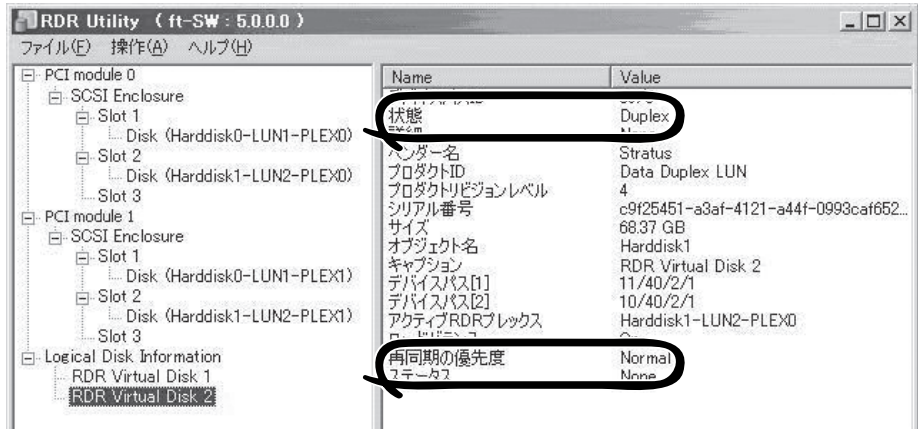 RDR Utility ( ft-SW : 5.0.0.0 )
ファイル(F) 操作(A) ヘルプ(H)
PCI module 0
SCSI Enclosure
Slot 1
Disk (Harddisk0-LUN1-PLEX0)
Slot 2
Disk (Harddisk1-LUN2-PLEX0)
Slot 3
PCI module 1
SCSI Enclosure
Slot 1
Disk (Harddisk0-LUN1-PLEX1)
Slot 2
Disk (Harddisk1-LUN2-PLEX1)
Slot 3
Logical Disk Information
RDR Virtual Disk 1
RDR Virtual Disk 2
Name Value
状態 Duplex
ベンダー名 Stratus
プロダクトID Data Duplex LUN
プロダクトリビジョンレベル 4
シリアル番号 c9f25451-a3af-4121-a44f-0993caf652...
サイズ 68.37 GB
オブジェクト名 Harddisk1
キャプション RDR Virtual Disk 2
デバイスパス[1] 11/40/2/1
デバイスパス[2] 10/40/2/1
アクティブRDRプレックス Harddisk1-LUN2-PLEX0
再同期の優先度 Normal
ステータス None